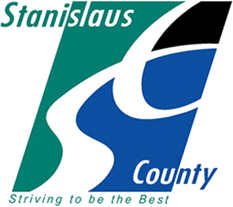 Stanislaus
County
Striving to be the Best